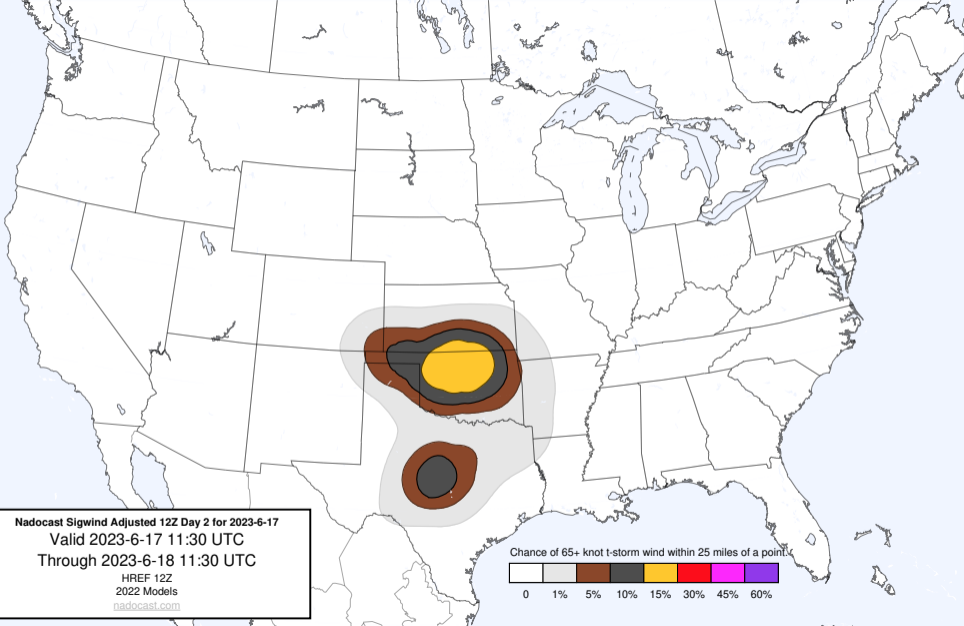 Nadocast Sigwind Adjusted 12Z Day 2 for 2023-6-17
Valid 2023-6-17 11:30 UTC
Through 2023-6-18 11:30 UTC
HREF 12Z
2022 Models
nadocast.com
Chance of 65+ knot t-storm wind within 25 miles of a point.
0 1% 5% 10% 15% 30% 45% 60%